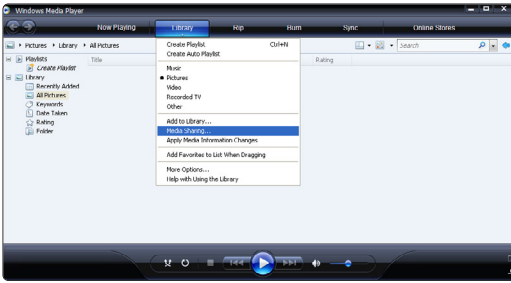 Windows Media Player
Now Playing
Library
Rip
Burn
Sync
Online Stores
Pictures Library All Pictures
Search
Playlists
Create Playlist
Library
Recently Added
All Pictures
Keywords
Date Taken
Rating
Folder
Title
Rating
Create Playlist Ctrl+N
Create Auto Playlist
Music
Pictures
Video
Recorded TV
Other
Add to Library...
Media Sharing...
Apply Media Information Changes
Add Favorites to List When Dragging
More Options...
Help with Using the Library